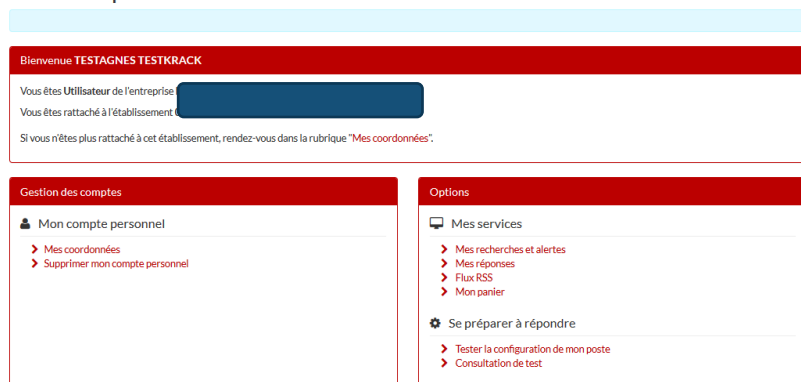 Bienvenue TESTAGNES TESTKRACK
Vous êtes Utilisateur de l'entreprise
Vous êtes rattaché à l'établissement
Si vous n'êtes plus rattaché à cet établissement, rendez-vous dans la rubrique "Mes coordonnées".
Gestion des comptes
Mon compte personnel
Mes coordonnées
Supprimer mon compte personnel
Options
Mes services
Mes recherches et alertes
Mes réponses
Flux RSS
Mon panier
Se préparer à répondre
Tester la configuration de mon poste
Consultation de test